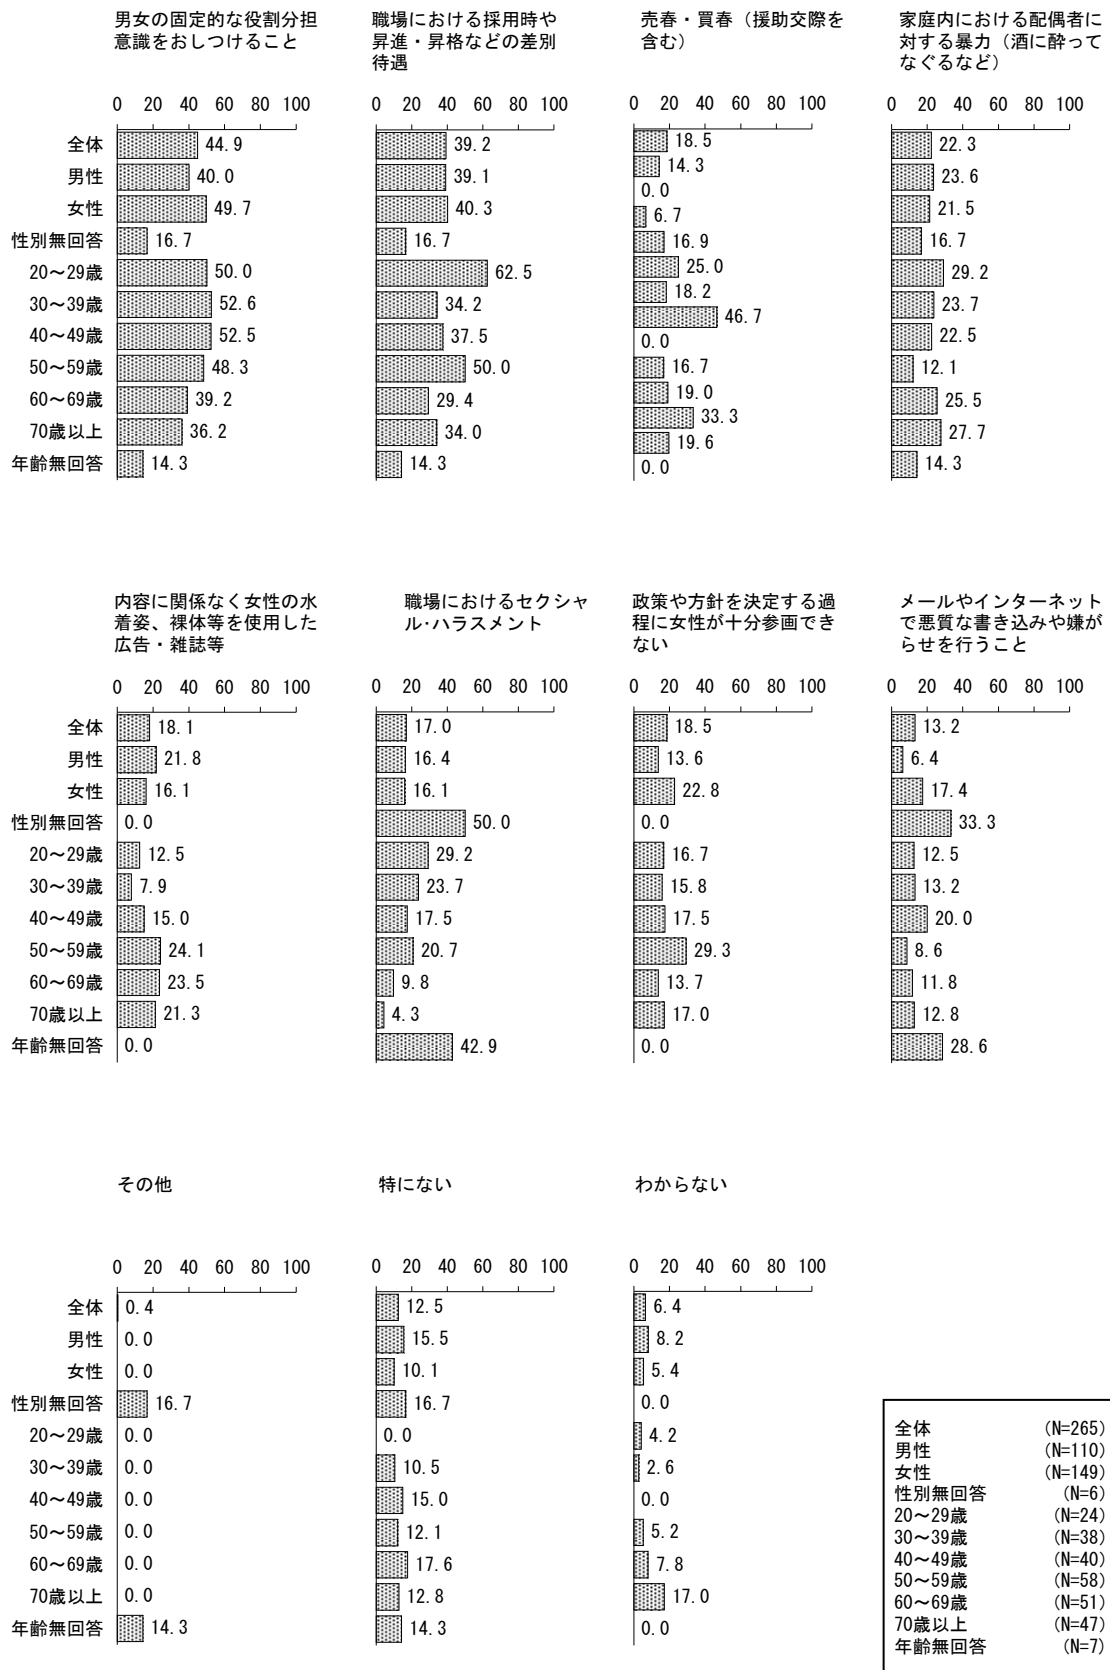 男女の固定的な役割分担
意識をおしつけること
職場における採用時や
昇進・昇格などの差別
待遇
売春・買春（援助交際を
含む）
家庭内における配偶者に
対する暴力（酒に酔って
なぐるなど）
0 20 40 60 80 100
0 20 40 60 80 100
0 20 40 60 80 100
0 20 40 60 80 100
全体 44.9 39.2 18.5 22.3
男性 40.0 39.1 14.3 23.6
0.0
女性 49.7 40.3 6.7 21.5
性別無回答 16.7 16.7 16.9 16.7
20～29歳 50.0 62.5 25.0 29.2
30～39歳 52.6 34.2 18.2 23.7
46.7
40～49歳 52.5 37.5 0.0 22.5
50～59歳 48.3 50.0 16.7 12.1
60～69歳 39.2 29.4 19.0 25.5
33.3
70歳以上 36.2 34.0 19.6 27.7
年齢無回答 14.3 14.3 0.0 14.3
内容に関係なく女性の水
着姿、裸体等を使用した
広告・雑誌等
職場におけるセクシャ
ル・ハラスメント
政策や方針を決定する過
程に女性が十分参画でき
ない
メールやインターネット
で悪質な書き込みや嫌が
らせを行うこと
0 20 40 60 80 100
0 20 40 60 80 100
0 20 40 60 80 100
0 20 40 60 80 100
全体 18.1 17.0 18.5 13.2
男性 21.8 16.4 13.6 6.4
女性 16.1 16.1 22.8 17.4
性別無回答 0.0 50.0 0.0 33.3
20～29歳 12.5 29.2 16.7 12.5
30～39歳 7.9 23.7 15.8 13.2
40～49歳 15.0 17.5 17.5 20.0
50～59歳 24.1 20.7 29.3 8.6
60～69歳 23.5 9.8 13.7 11.8
70歳以上 21.3 4.3 17.0 12.8
年齢無回答 0.0 42.9 0.0 28.6
その他
特にない
わからない
0 20 40 60 80 100
0 20 40 60 80 100
0 20 40 60 80 100
全体 0.4 12.5 6.4
男性 0.0 15.5 8.2
女性 0.0 10.1 5.4
性別無回答 16.7 16.7 0.0
20～29歳 0.0 0.0 4.2
30～39歳 0.0 10.5 2.6
40～49歳 0.0 15.0 0.0
50～59歳 0.0 12.1 5.2
60～69歳 0.0 17.6 7.8
70歳以上 0.0 12.8 17.0
年齢無回答 14.3 14.3 0.0
全体 (N=265)
男性 (N=110)
女性 (N=149)
性別無回答 (N=6)
20～29歳 (N=24)
30～39歳 (N=38)
40～49歳 (N=40)
50～59歳 (N=58)
60～69歳 (N=51)
70歳以上 (N=47)
年齢無回答 (N=7)